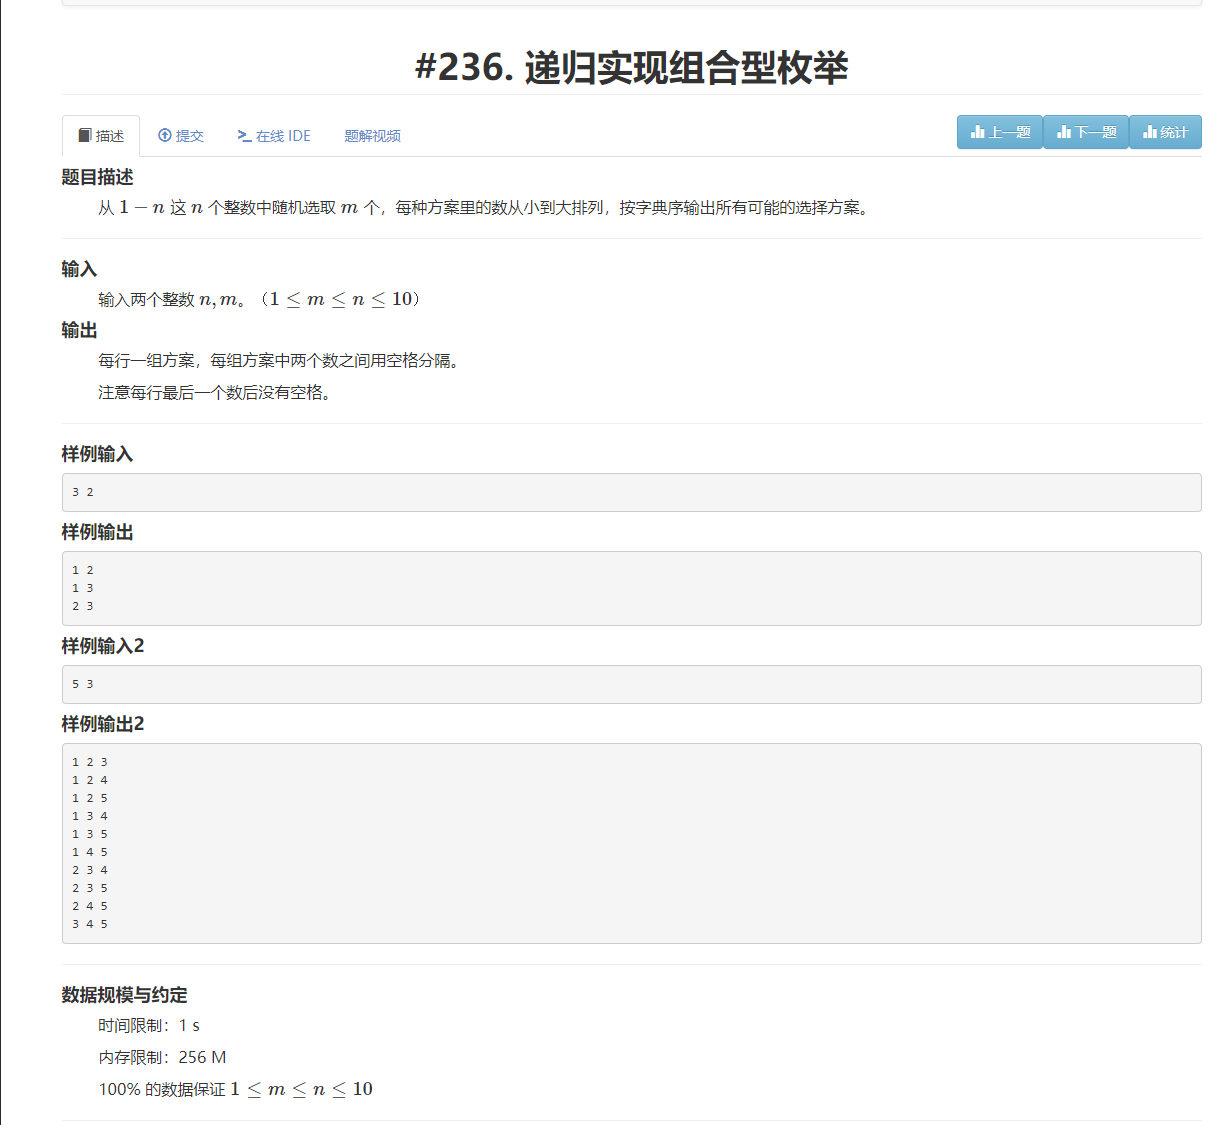 #236. 递归实现组合型枚举
描述 提交 在线 IDE 题解视频 上一题 下一题 统计
题目描述
从 1 − n 这 n 个整数中随机选取 m 个，每种方案里的数从小到大排列，按字典序输出所有可能的选择方案。
输入
输入两个整数 n, m。（1 ≤ m ≤ n ≤ 10）
输出
每行一组方案，每组方案中两个数之间用空格分隔。
注意每行最后一个数后没有空格。
样例输入
3 2
样例输出
1 2
1 3
2 3
样例输入2
5 3
样例输出2
1 2 3
1 2 4
1 2 5
1 3 4
1 3 5
1 4 5
2 3 4
2 3 5
2 4 5
3 4 5
数据规模与约定
时间限制：1 s
内存限制：256 M
100% 的数据保证 1 ≤ m ≤ n ≤ 10